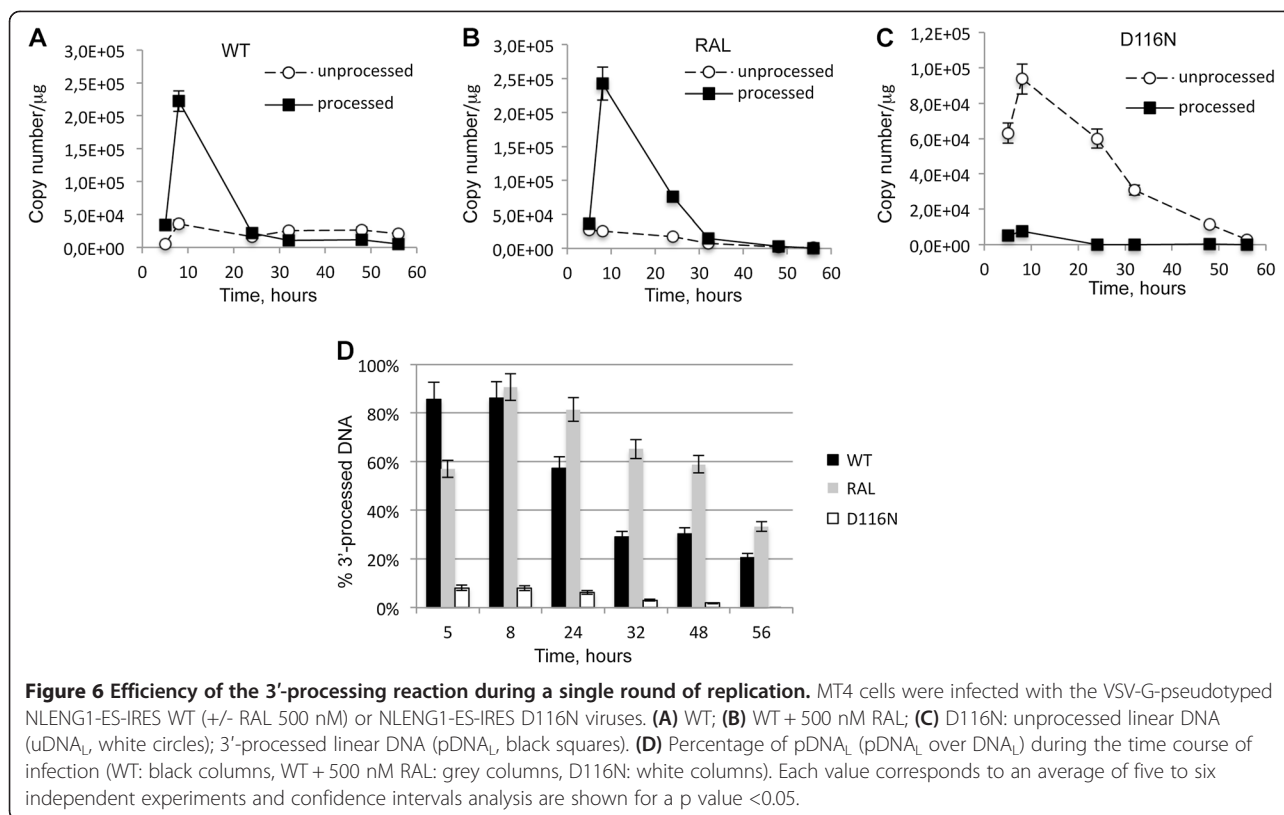 A
WT
3,0E+05
2,5E+05
2,0E+05
1,5E+05
1,0E+05
5,0E+04
0,0E+00
Copy number/µg
unprocessed
processed
0 10 20 30 40 50 60
Time, hours
B
RAL
3,0E+05
2,5E+05
2,0E+05
1,5E+05
1,0E+05
5,0E+04
0,0E+00
Copy number/µg
unprocessed
processed
0 10 20 30 40 50 60
Time, hours
C
D116N
1,2E+05
1,0E+05
8,0E+04
6,0E+04
4,0E+04
2,0E+04
0,0E+00
Copy number/µg
unprocessed
processed
0 10 20 30 40 50 60
Time, hours
D
100%
80%
60%
40%
20%
0%
% 3'-processed DNA
5 8 24 32 48 56
Time, hours
WT
RAL
D116N
Figure 6 Efficiency of the 3′-processing reaction during a single round of replication. MT4 cells were infected with the VSV-G-pseudotyped
NLENG1-ES-IRES WT (+/- RAL 500 nM) or NLENG1-ES-IRES D116N viruses. (A) WT; (B) WT + 500 nM RAL; (C) D116N: unprocessed linear DNA
(uDNAL, white circles); 3′-processed linear DNA (pDNAL, black squares). (D) Percentage of pDNAL (pDNAL over DNAL) during the time course of
infection (WT: black columns, WT + 500 nM RAL: grey columns, D116N: white columns). Each value corresponds to an average of five to six
independent experiments and confidence intervals analysis are shown for a p value <0.05.